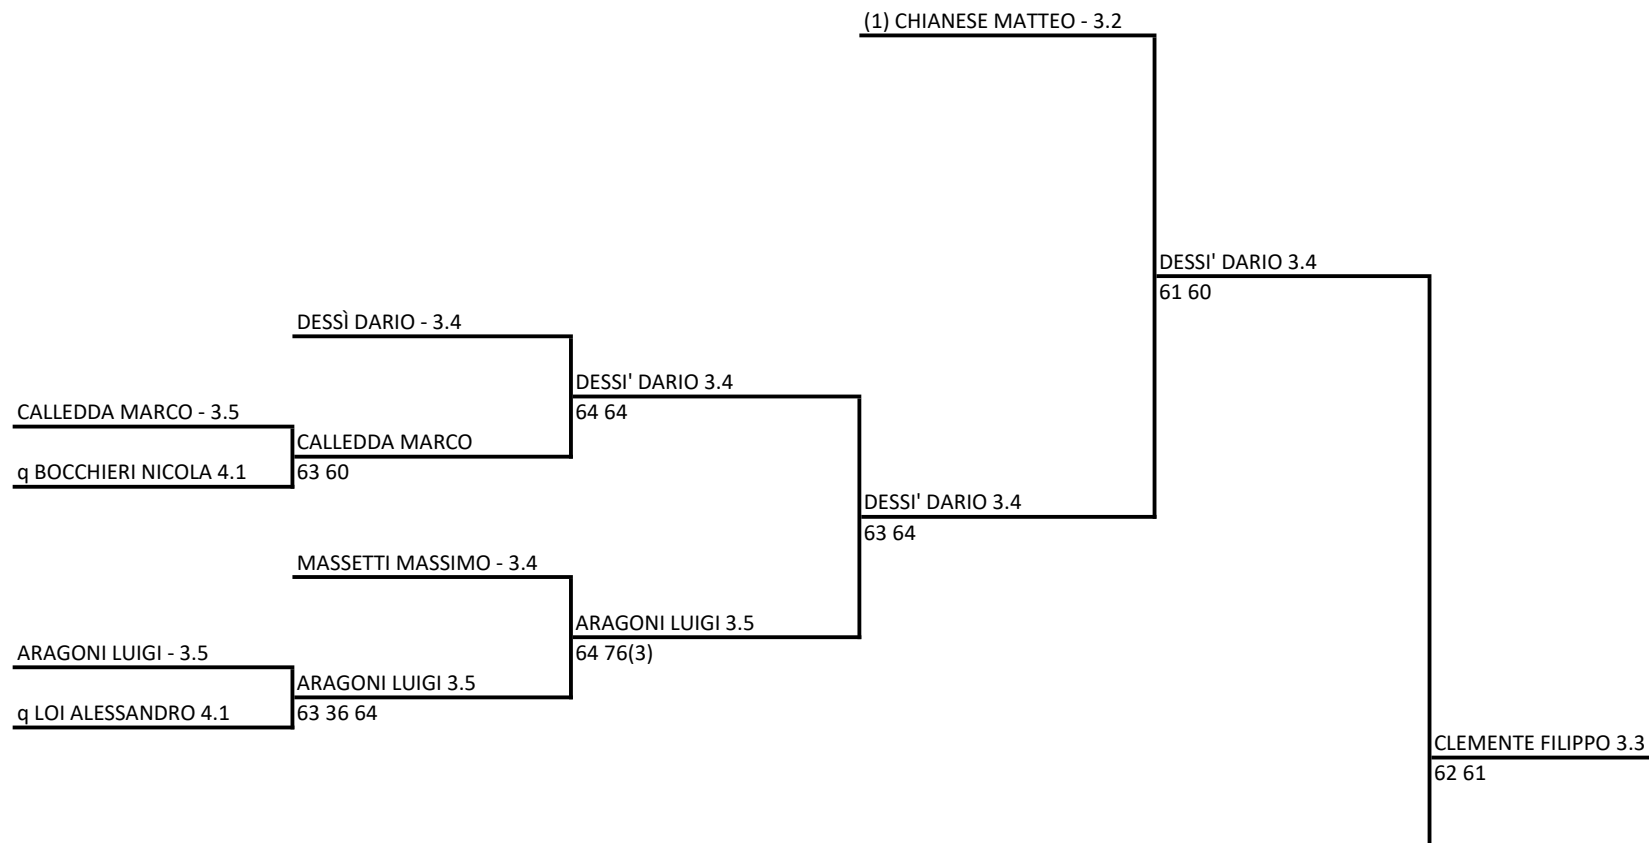 (1) CHIANESE MATTEO - 3.2
DESSI' DARIO 3.4
61 60
DESSÌ DARIO - 3.4
DESSI' DARIO 3.4
64 64
CALLEDDA MARCO - 3.5
CALLEDDA MARCO
q BOCCHIERI NICOLA 4.1
63 60
DESSI' DARIO 3.4
63 64
MASSETTI MASSIMO - 3.4
ARAGONI LUIGI 3.5
64 76(3)
ARAGONI LUIGI - 3.5
ARAGONI LUIGI 3.5
q LOI ALESSANDRO 4.1
63 36 64
CLEMENTE FILIPPO 3.3
62 61